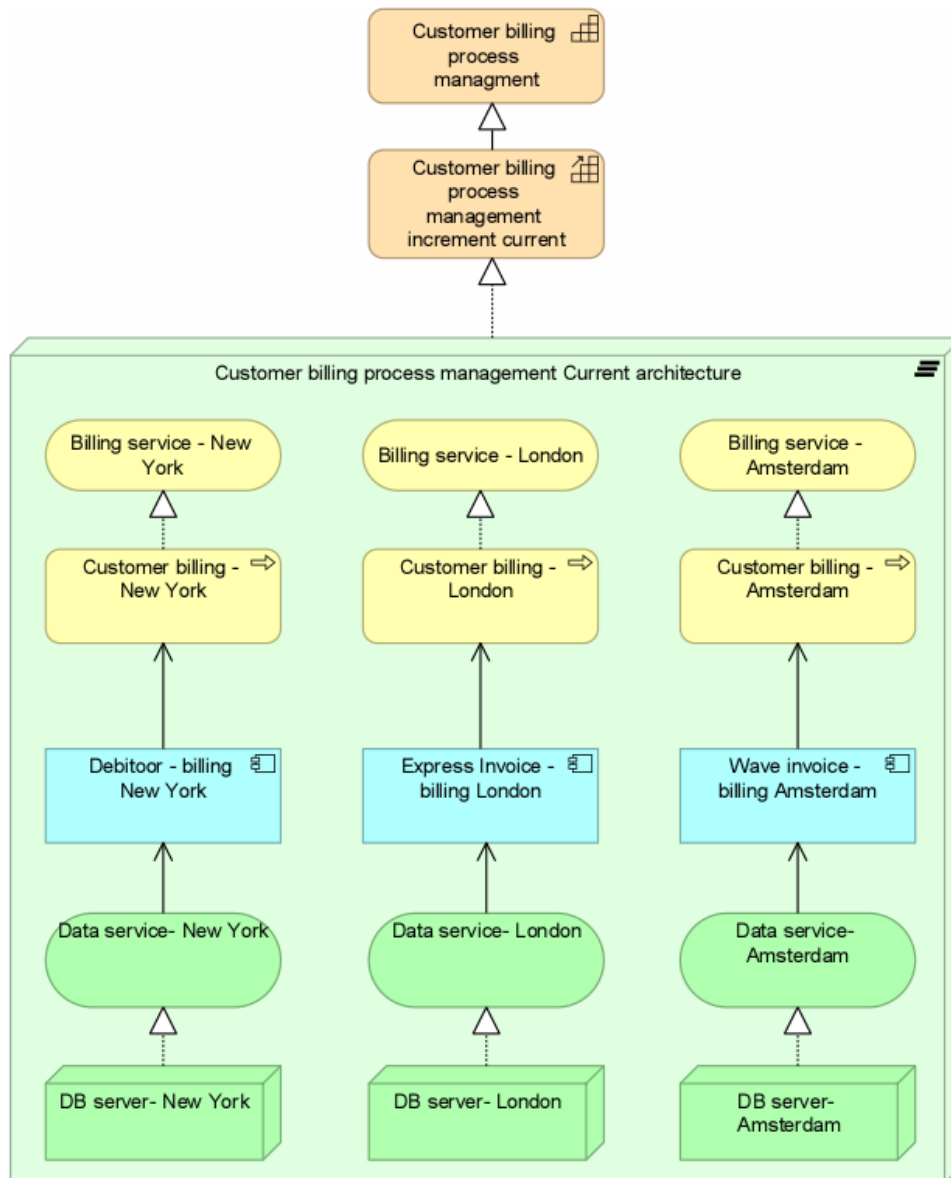 Customer billing
process
managment
Customer billing
process
management
increment current
Customer billing process management Current architecture
Billing service - New
York
Billing service - London
Billing service -
Amsterdam
Customer billing -
New York
Customer billing -
London
Customer billing -
Amsterdam
Debitoor - billing
New York
Express Invoice -
billing London
Wave invoice -
billing Amsterdam
Data service- New York
Data service- London
Data service-
Amsterdam
DB server- New York
DB server- London
DB server-
Amsterdam